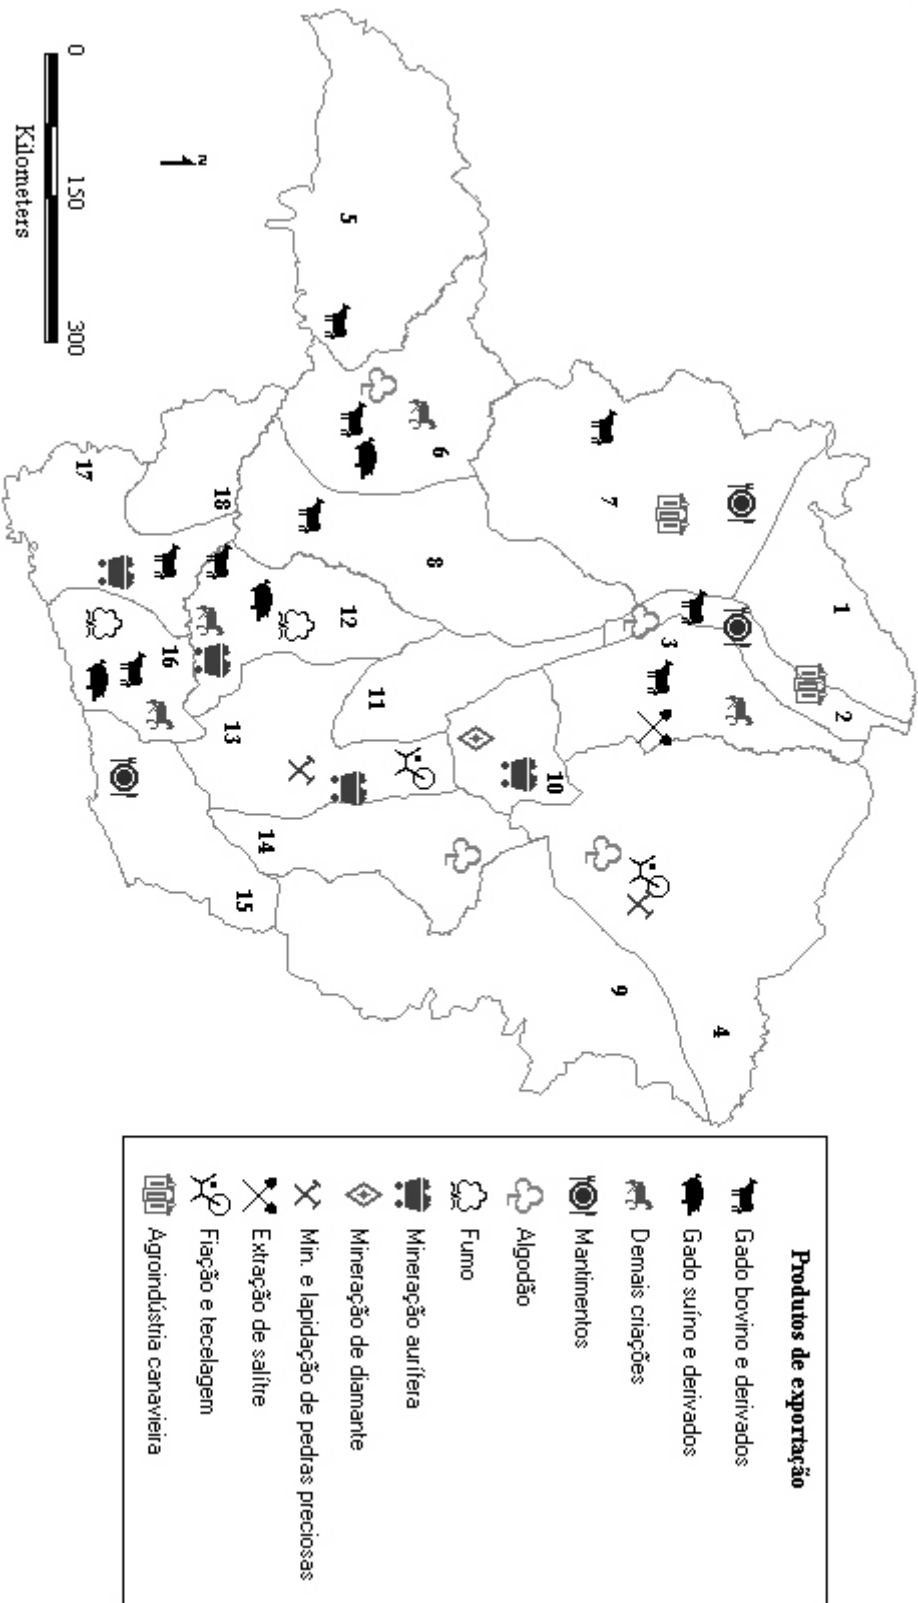 1
2
3
4
5
6
7
8
9
10
11
12
13
14
15
16
17
18
N
0 150 300
Kilometers
Produtos de exportação
Gado bovino e derivados
Gado suíno e derivados
Demais criações
Mantimentos
Algodão
Fumo
Mineração aurífera
Mineração de diamante
Min. e lapidação de pedras preciosas
Extração de salítre
Fiação e tecelagem
Agroindústria canavieira